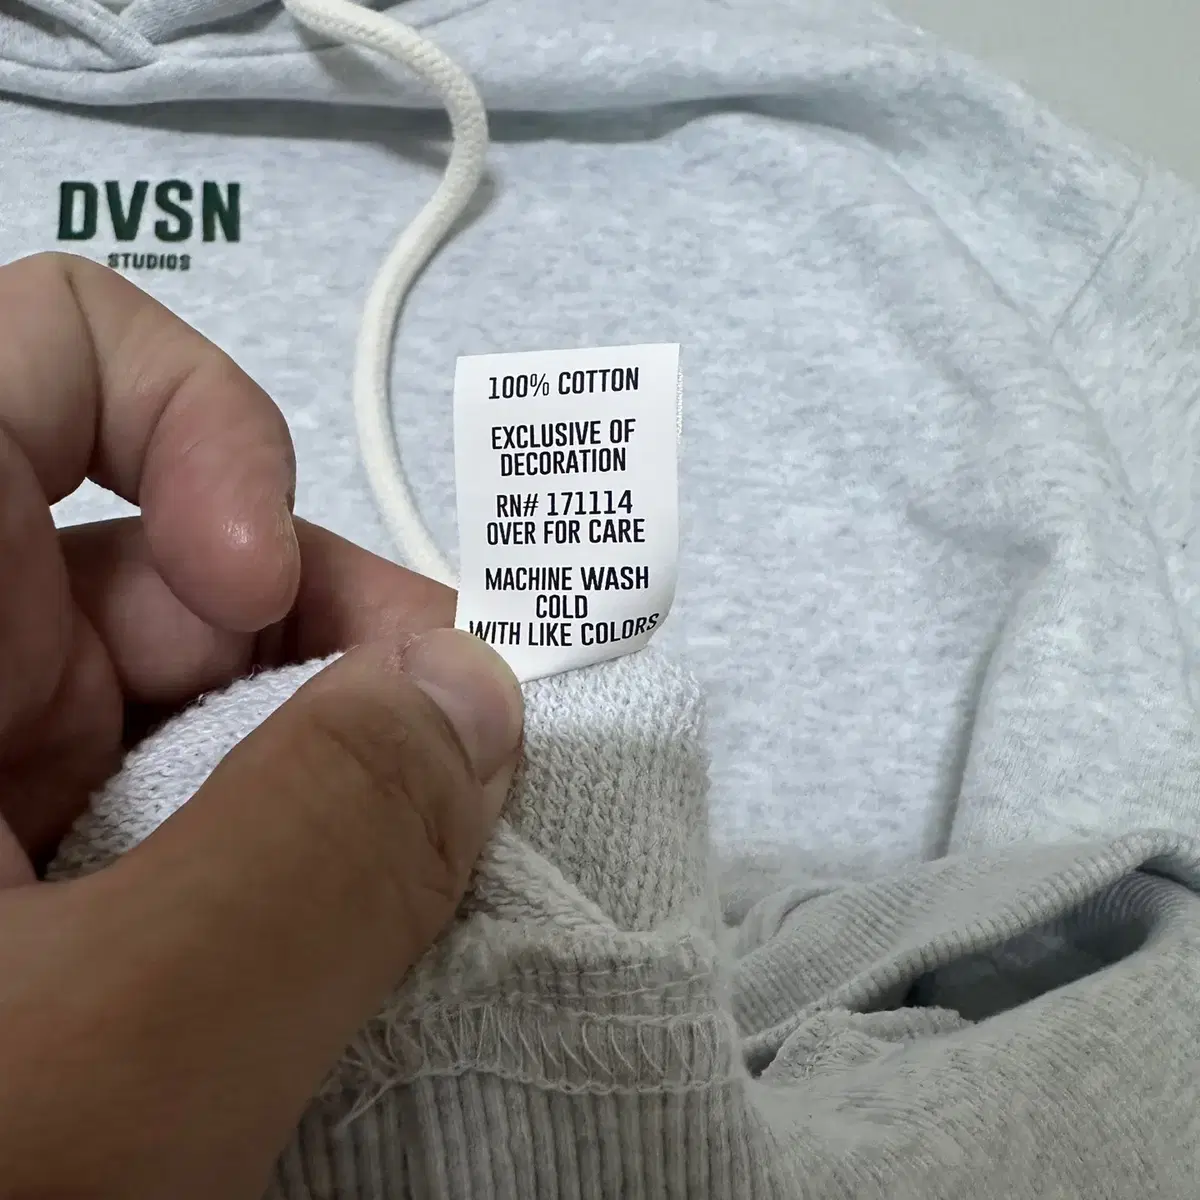 DVSN
STUDIOS
100% COTTON
EXCLUSIVE OF
DECORATION
RN# 171114
OVER FOR CARE
MACHINE WASH
COLD
WITH LIKE COLORS